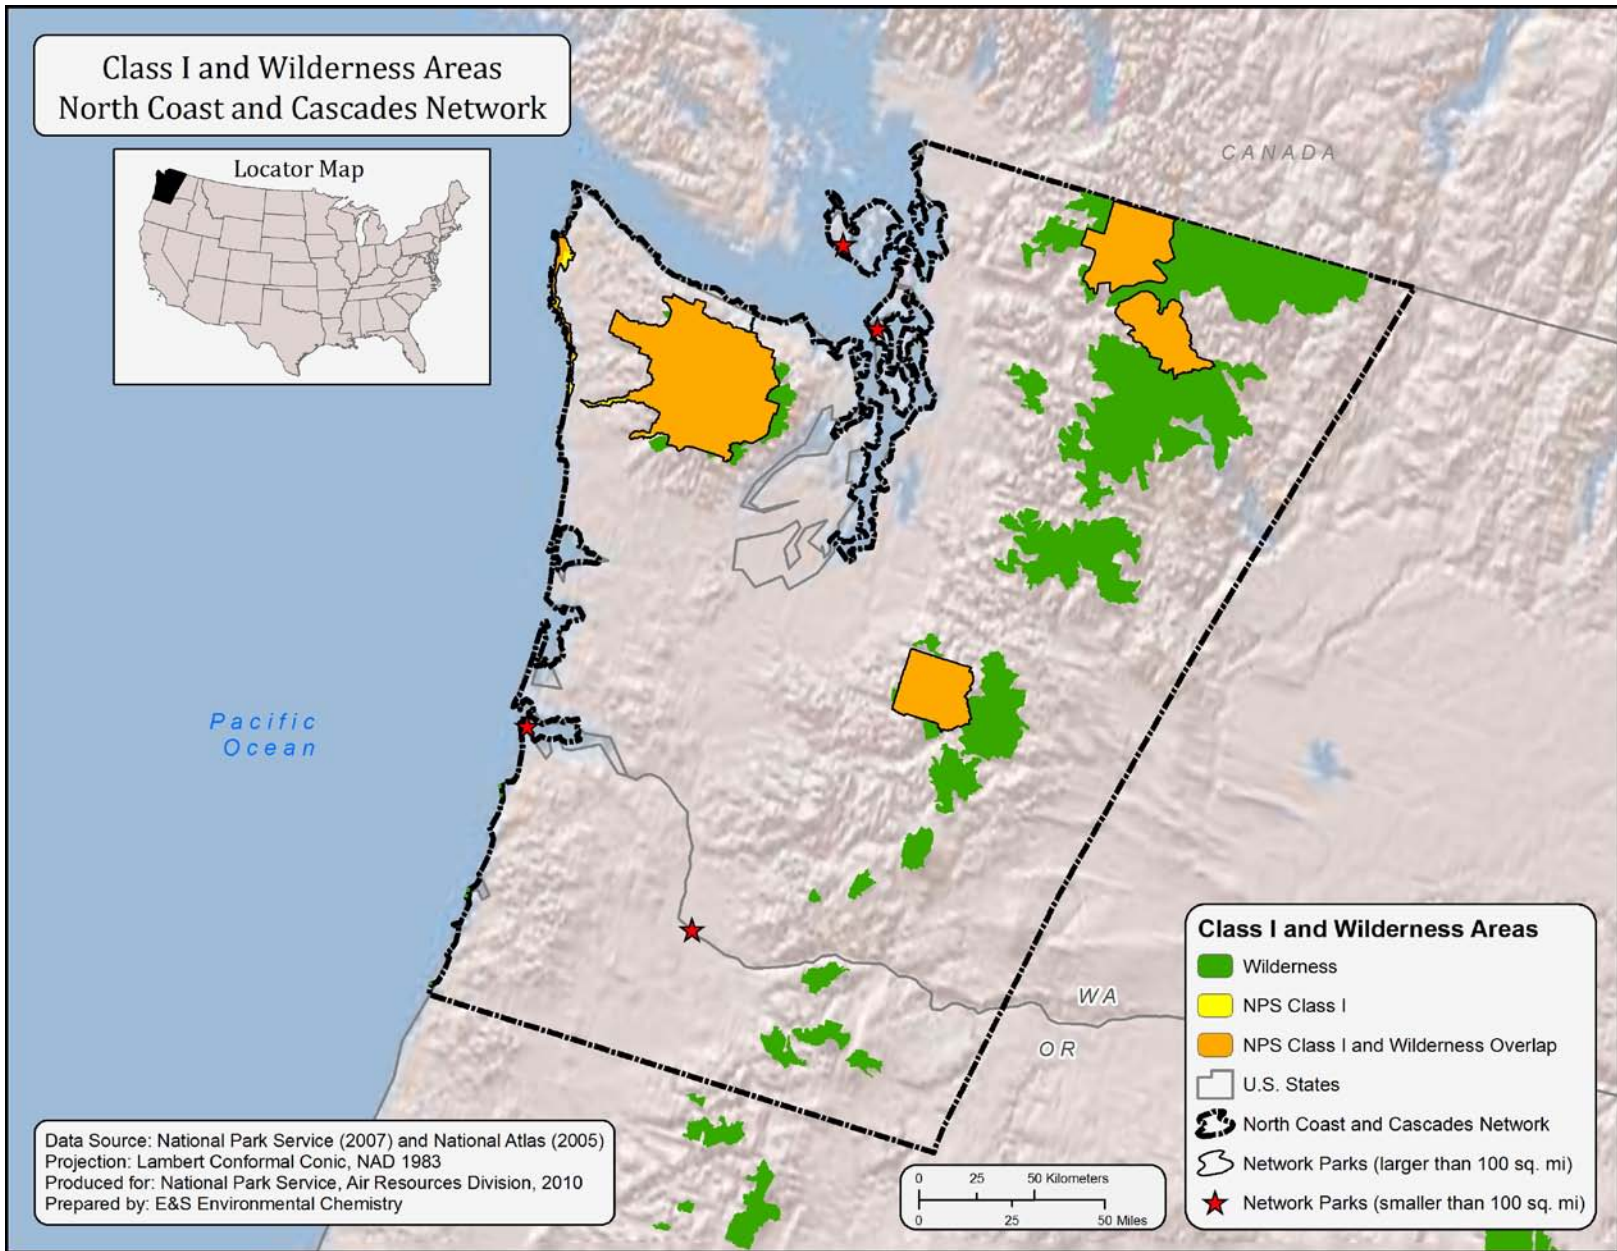 Class I and Wilderness Areas
North Coast and Cascades Network
Locator Map
CANADA
Pacific
Ocean
WA
OR
Class I and Wilderness Areas
Wilderness
NPS Class I
NPS Class I and Wilderness Overlap
U.S. States
North Coast and Cascades Network
Network Parks (larger than 100 sq. mi)
Network Parks (smaller than 100 sq. mi)
Data Source: National Park Service (2007) and National Atlas (2005)
Projection: Lambert Conformal Conic, NAD 1983
Produced for: National Park Service, Air Resources Division, 2010
Prepared by: E&S Environmental Chemistry
0 25 50 Kilometers
0 25 50 Miles